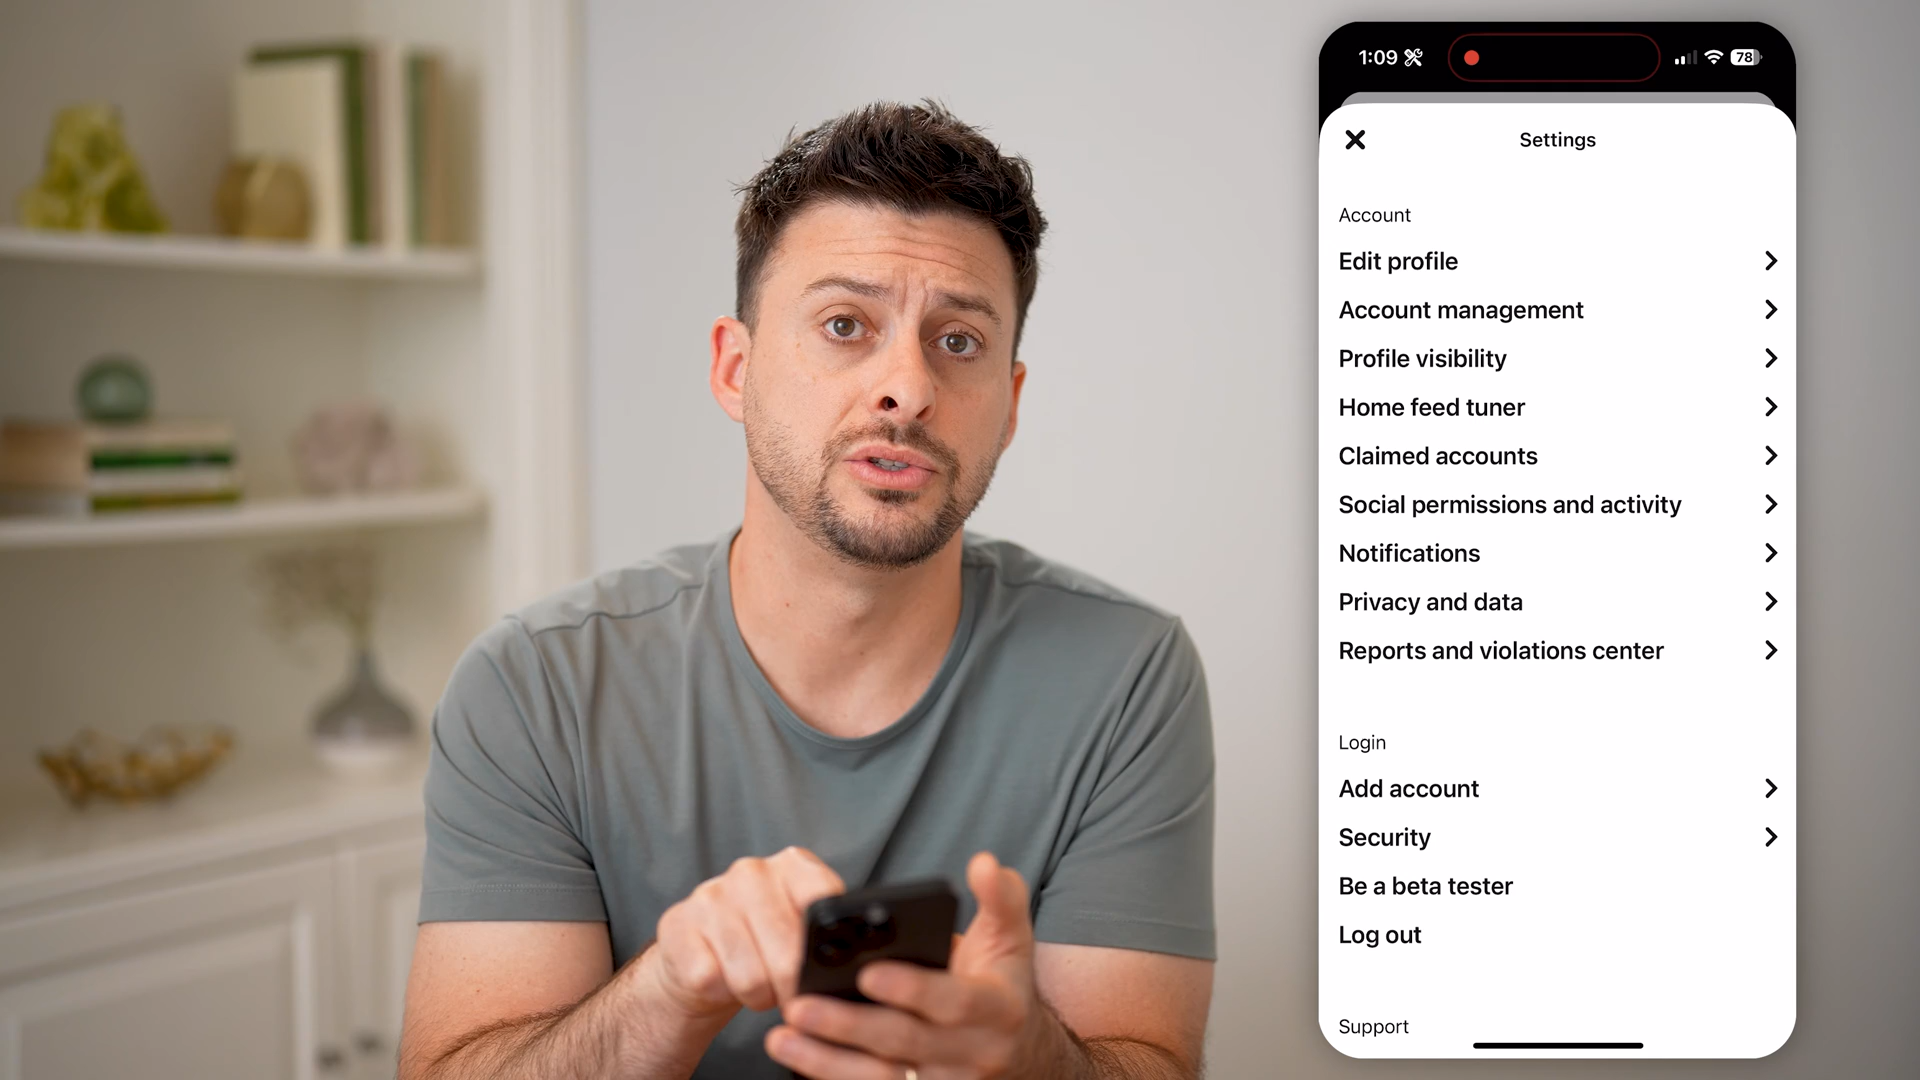 1:09
78
Settings
Account
Edit profile
Account management
Profile visibility
Home feed tuner
Claimed accounts
Social permissions and activity
Notifications
Privacy and data
Reports and violations center
Login
Add account
Security
Be a beta tester
Log out
Support